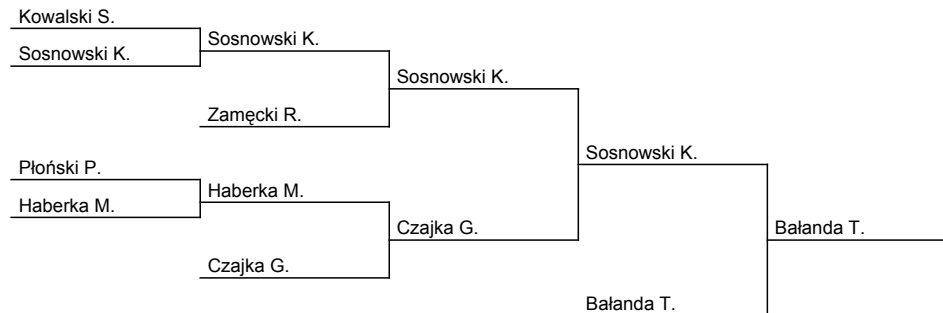 Kowalski S.
Sosnowski K.
Sosnowski K.
Sosnowski K.
Zamęcki R.
Sosnowski K.
Płoński P.
Haberka M.
Haberka M.
Czajka G.
Bałanda T.
Czajka G.
Bałanda T.